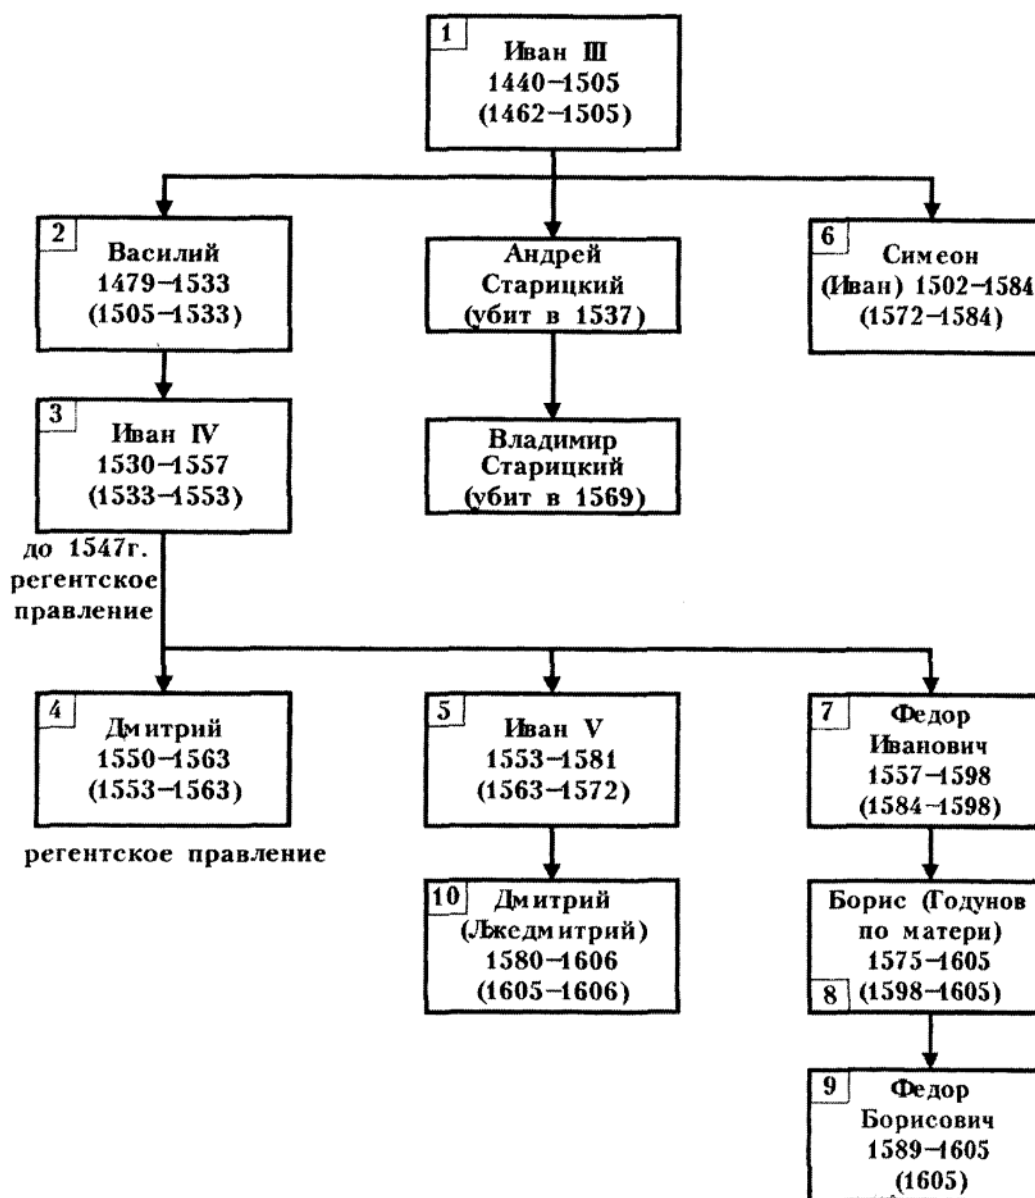 1
Иван III
1440–1505
(1462–1505)
2
Василий
1479–1533
(1505–1533)
Андрей
Старицкий
(убит в 1537)
6
Симеон
(Иван) 1502–1584
(1572–1584)
3
Иван IV
1530–1557
(1533–1553)
Владимир
Старицкий
(убит в 1569)
до 1547г.
регентское
правление
4
Дмитрий
1550–1563
(1553–1563)
5
Иван V
1553–1581
(1563–1572)
7
Федор
Иванович
1557–1598
(1584–1598)
регентское правление
10
Дмитрий
(Лжедмитрий)
1580–1606
(1605–1606)
Борис (Годунов
по матери)
1575–1605
8
(1598–1605)
9
Федор
Борисович
1589–1605
(1605)